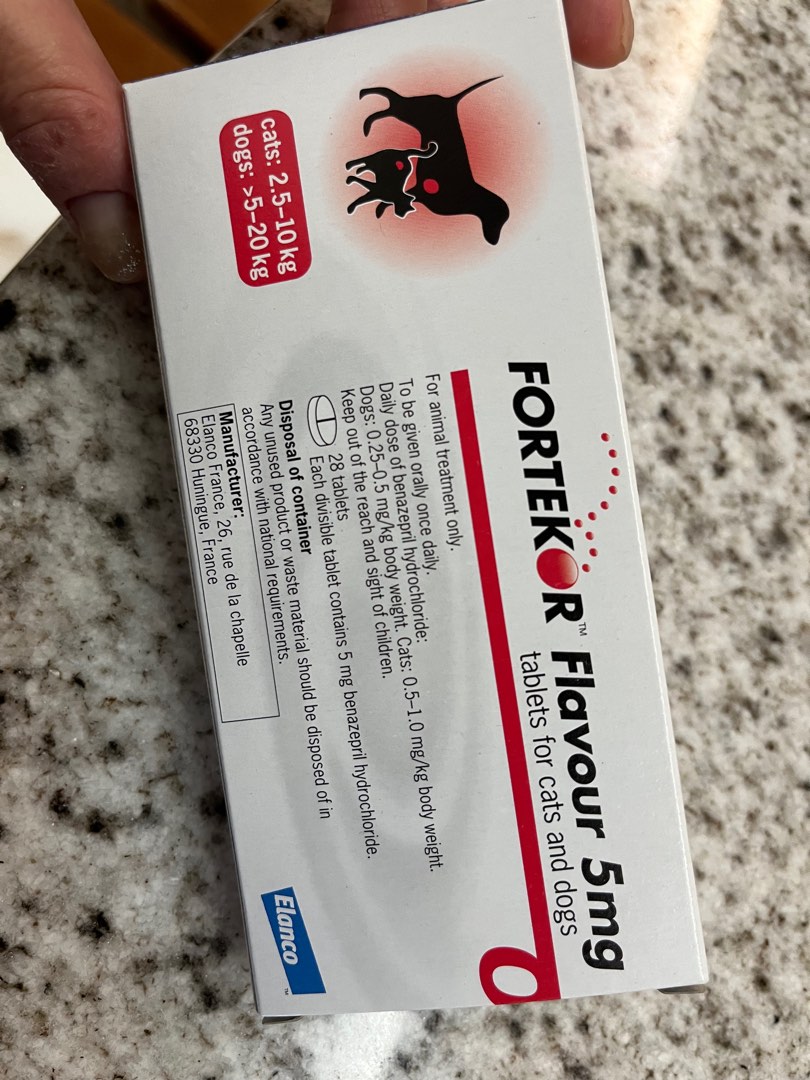 FORTEKOR™ Flavour 5mg
tablets for cats and dogs
cats: 2.5–10 kg
dogs: >5–20 kg
For animal treatment only.
To be given orally once daily.
Daily dose of benazepril hydrochloride:
Dogs: 0.25–0.5 mg/kg body weight. Cats: 0.5–1.0 mg/kg body weight.
Keep out of the reach and sight of children.
28 tablets
Each divisible tablet contains 5 mg benazepril hydrochloride.
Disposal of container
Any unused product or waste material should be disposed of in
accordance with national requirements.
Manufacturer:
Elanco France, 26, rue de la chapelle
68330 Huningue, France
Elanco™